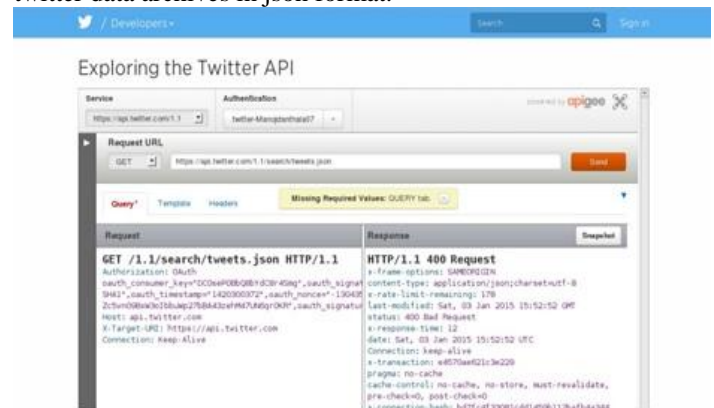 twitter data archives in json format.
/ Developers
Search
Sign in
Exploring the Twitter API
Service
Authentication
powered by apigee
https://api.twitter.com/1.1
Request URL
GET
https://api.twitter.com/1.1/search/tweets.json
Send
Missing Required Values: QUERY tab.
Query*
Template
Headers
Request
Response
Snapshot
GET /1.1/search/tweets.json HTTP/1.1
Authorization: OAuth
SHA1",oauth_timestamp="1420300372",oauth_nonce=
Host: api.twitter.com
X-Target-URI: https://api.twitter.com
Connection: Keep-Alive
HTTP/1.1 400 Request
x-frame-options: SAMEORIGIN
content-type: application/json;charset=utf-8
x-rate-limit-remaining: 178
last-modified: Sat, 03 Jan 2015 15:52:52 GMT
status: 400 Bad Request
x-response-time: 12
date: Sat, 03 Jan 2015 15:52:52 UTC
Connection: keep-alive
pragma: no-cache
cache-control: no-cache, no-store, must-revalidate,
pre-check=0, post-check=0